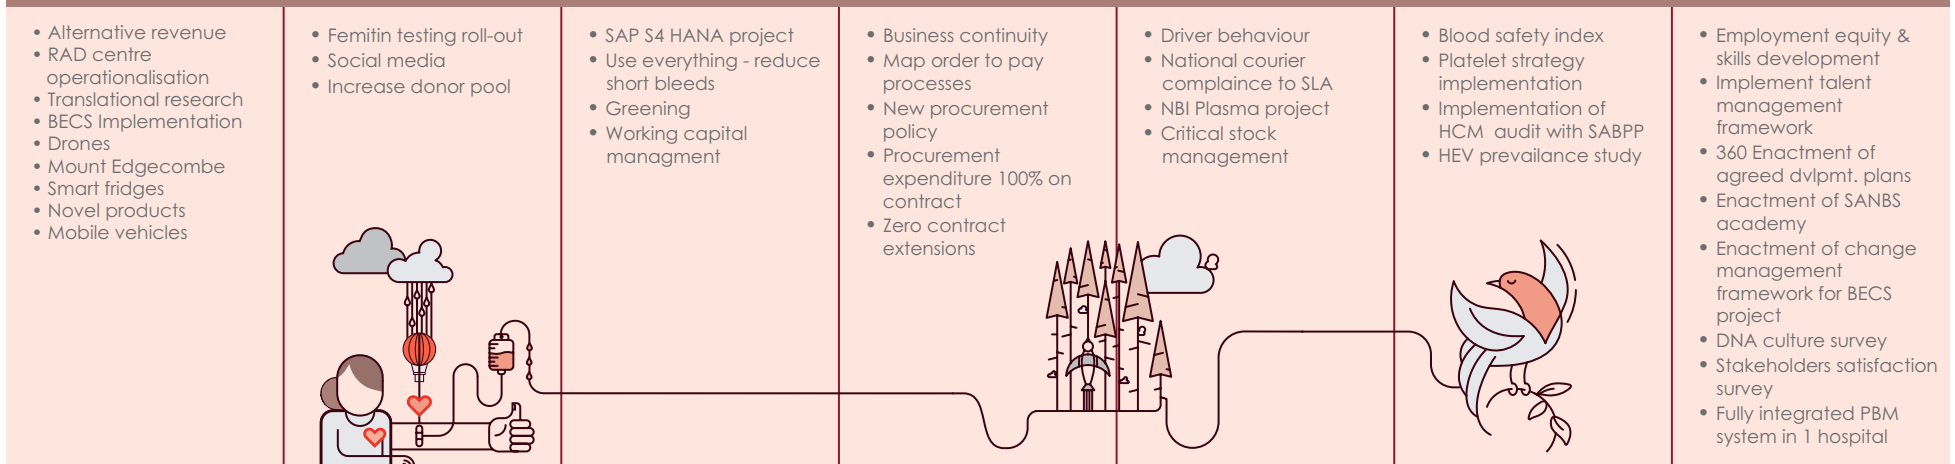 • Alternative revenue
• RAD centre
operationalisation
• Translational research
• BECS Implementation
• Drones
• Mount Edgecombe
• Smart fridges
• Novel products
• Mobile vehicles
• Femitin testing roll-out
• Social media
• Increase donor pool
• SAP S4 HANA project
• Use everything - reduce
short bleeds
• Greening
• Working capital
managment
• Business continuity
• Map order to pay
processes
• New procurement
policy
• Procurement
expenditure 100% on
contract
• Zero contract
extensions
• Driver behaviour
• National courier
complaince to SLA
• NBI Plasma project
• Critical stock
management
• Blood safety index
• Platelet strategy
implementation
• Implementation of
HCM audit with SABPP
• HEV prevailance study
• Employment equity &
skills development
• Implement talent
management
framework
• 360 Enactment of
agreed dvlpmt. plans
• Enactment of SANBS
academy
• Enactment of change
management
framework for BECS
project
• DNA culture survey
• Stakeholders satisfaction
survey
• Fully integrated PBM
system in 1 hospital